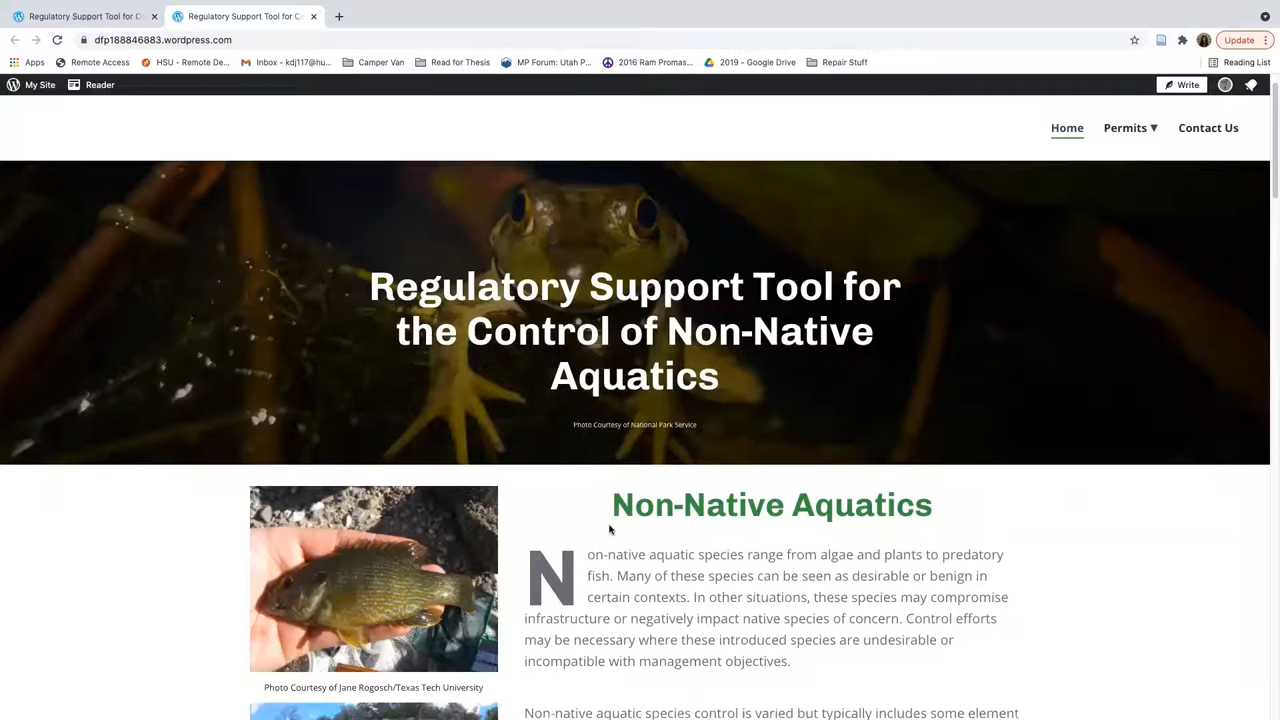 Regulatory Support Tool for C
Regulatory Support Tool for C
dfp188846883.wordpress.com
Update
Apps
Remote Access
HSU - Remote De...
Inbox - kdj117@hu...
Camper Van
Read for Thesis
MP Forum: Utah P...
2016 Ram Promas...
2019 - Google Drive
Repair Stuff
Reading List
My Site
Reader
Write
Home
Permits ▼
Contact Us
Regulatory Support Tool for
the Control of Non-Native
Aquatics
Photo Courtesy of National Park Service
Non-Native Aquatics
Non-native aquatic species range from algae and plants to predatory
fish. Many of these species can be seen as desirable or benign in
certain contexts. In other situations, these species may compromise
infrastructure or negatively impact native species of concern. Control efforts
may be necessary where these introduced species are undesirable or
incompatible with management objectives.
Photo Courtesy of Jane Rogosch/Texas Tech University
Non-native aquatic species control is varied but typically includes some element